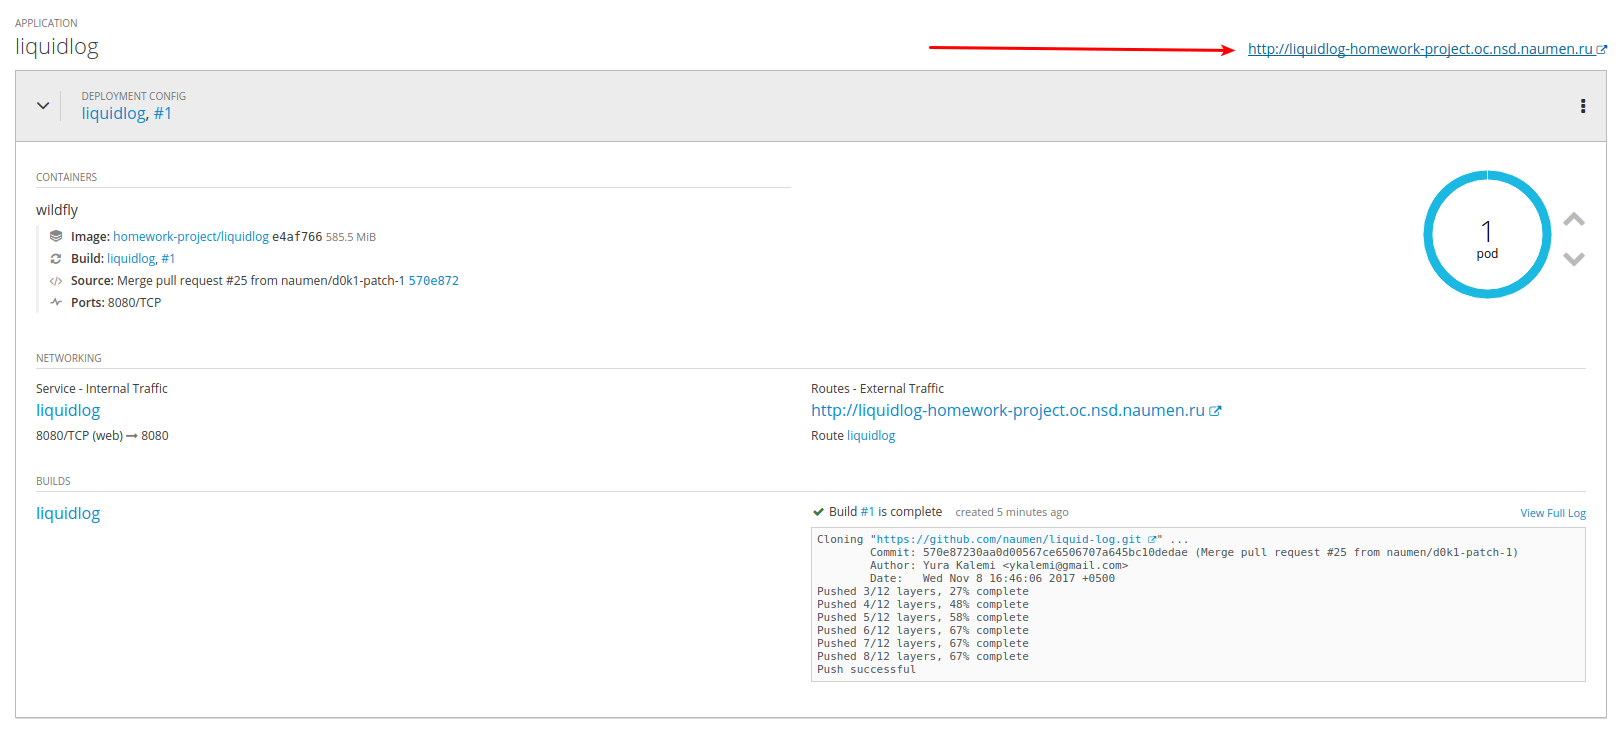 APPLICATION
liquidlog
http://liquidlog-homework-project.oc.nsd.naumen.ru
DEPLOYMENT CONFIG
liquidlog, #1
CONTAINERS
wildfly
Image: homework-project/liquidlog e4af766 585.5 MiB
Build: liquidlog, #1
Source: Merge pull request #25 from naumen/d0k1-patch-1 570e872
Ports: 8080/TCP
1
pod
NETWORKING
Service - Internal Traffic
liquidlog
8080/TCP (web) → 8080
Routes - External Traffic
http://liquidlog-homework-project.oc.nsd.naumen.ru
Route liquidlog
BUILDS
liquidlog
Build #1 is complete created 5 minutes ago
View Full Log
Cloning "https://github.com/naumen/liquid-log.git " ...
Commit: 570e87230aa0d00567ce6506707a645bc10dedae (Merge pull request #25 from naumen/d0k1-patch-1)
Author: Yura Kalemi <ykalemi@gmail.com>
Date: Wed Nov 8 16:46:06 2017 +0500
Pushed 3/12 layers, 27% complete
Pushed 4/12 layers, 48% complete
Pushed 5/12 layers, 58% complete
Pushed 6/12 layers, 67% complete
Pushed 7/12 layers, 67% complete
Pushed 8/12 layers, 67% complete
Push successful